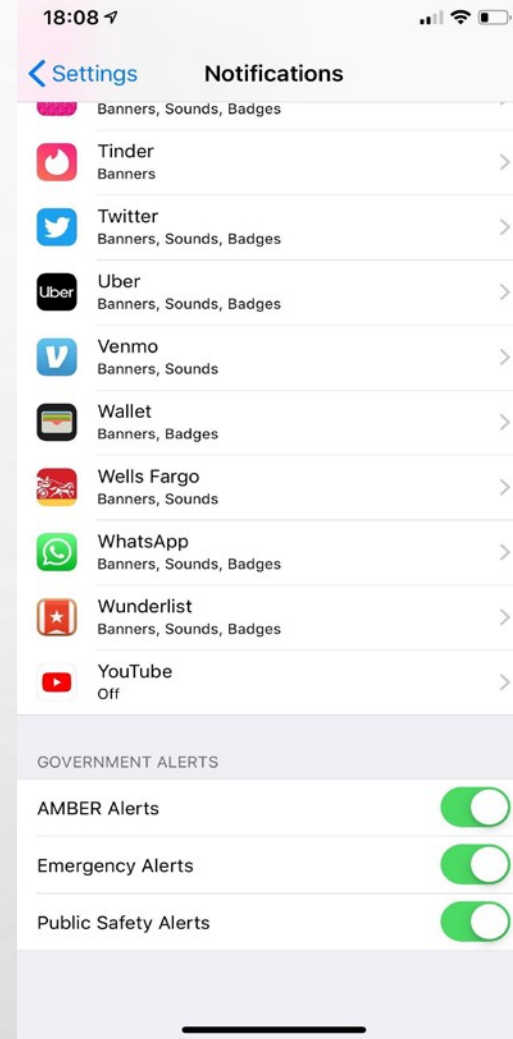 18:08
Settings
Notifications
Banners, Sounds, Badges
Tinder
Banners
Twitter
Banners, Sounds, Badges
Uber
Uber
Banners, Sounds, Badges
Venmo
Banners, Sounds
Wallet
Banners, Badges
Wells Fargo
Banners, Sounds
WhatsApp
Banners, Sounds, Badges
Wunderlist
Banners, Sounds, Badges
YouTube
Off
GOVERNMENT ALERTS
AMBER Alerts
Emergency Alerts
Public Safety Alerts